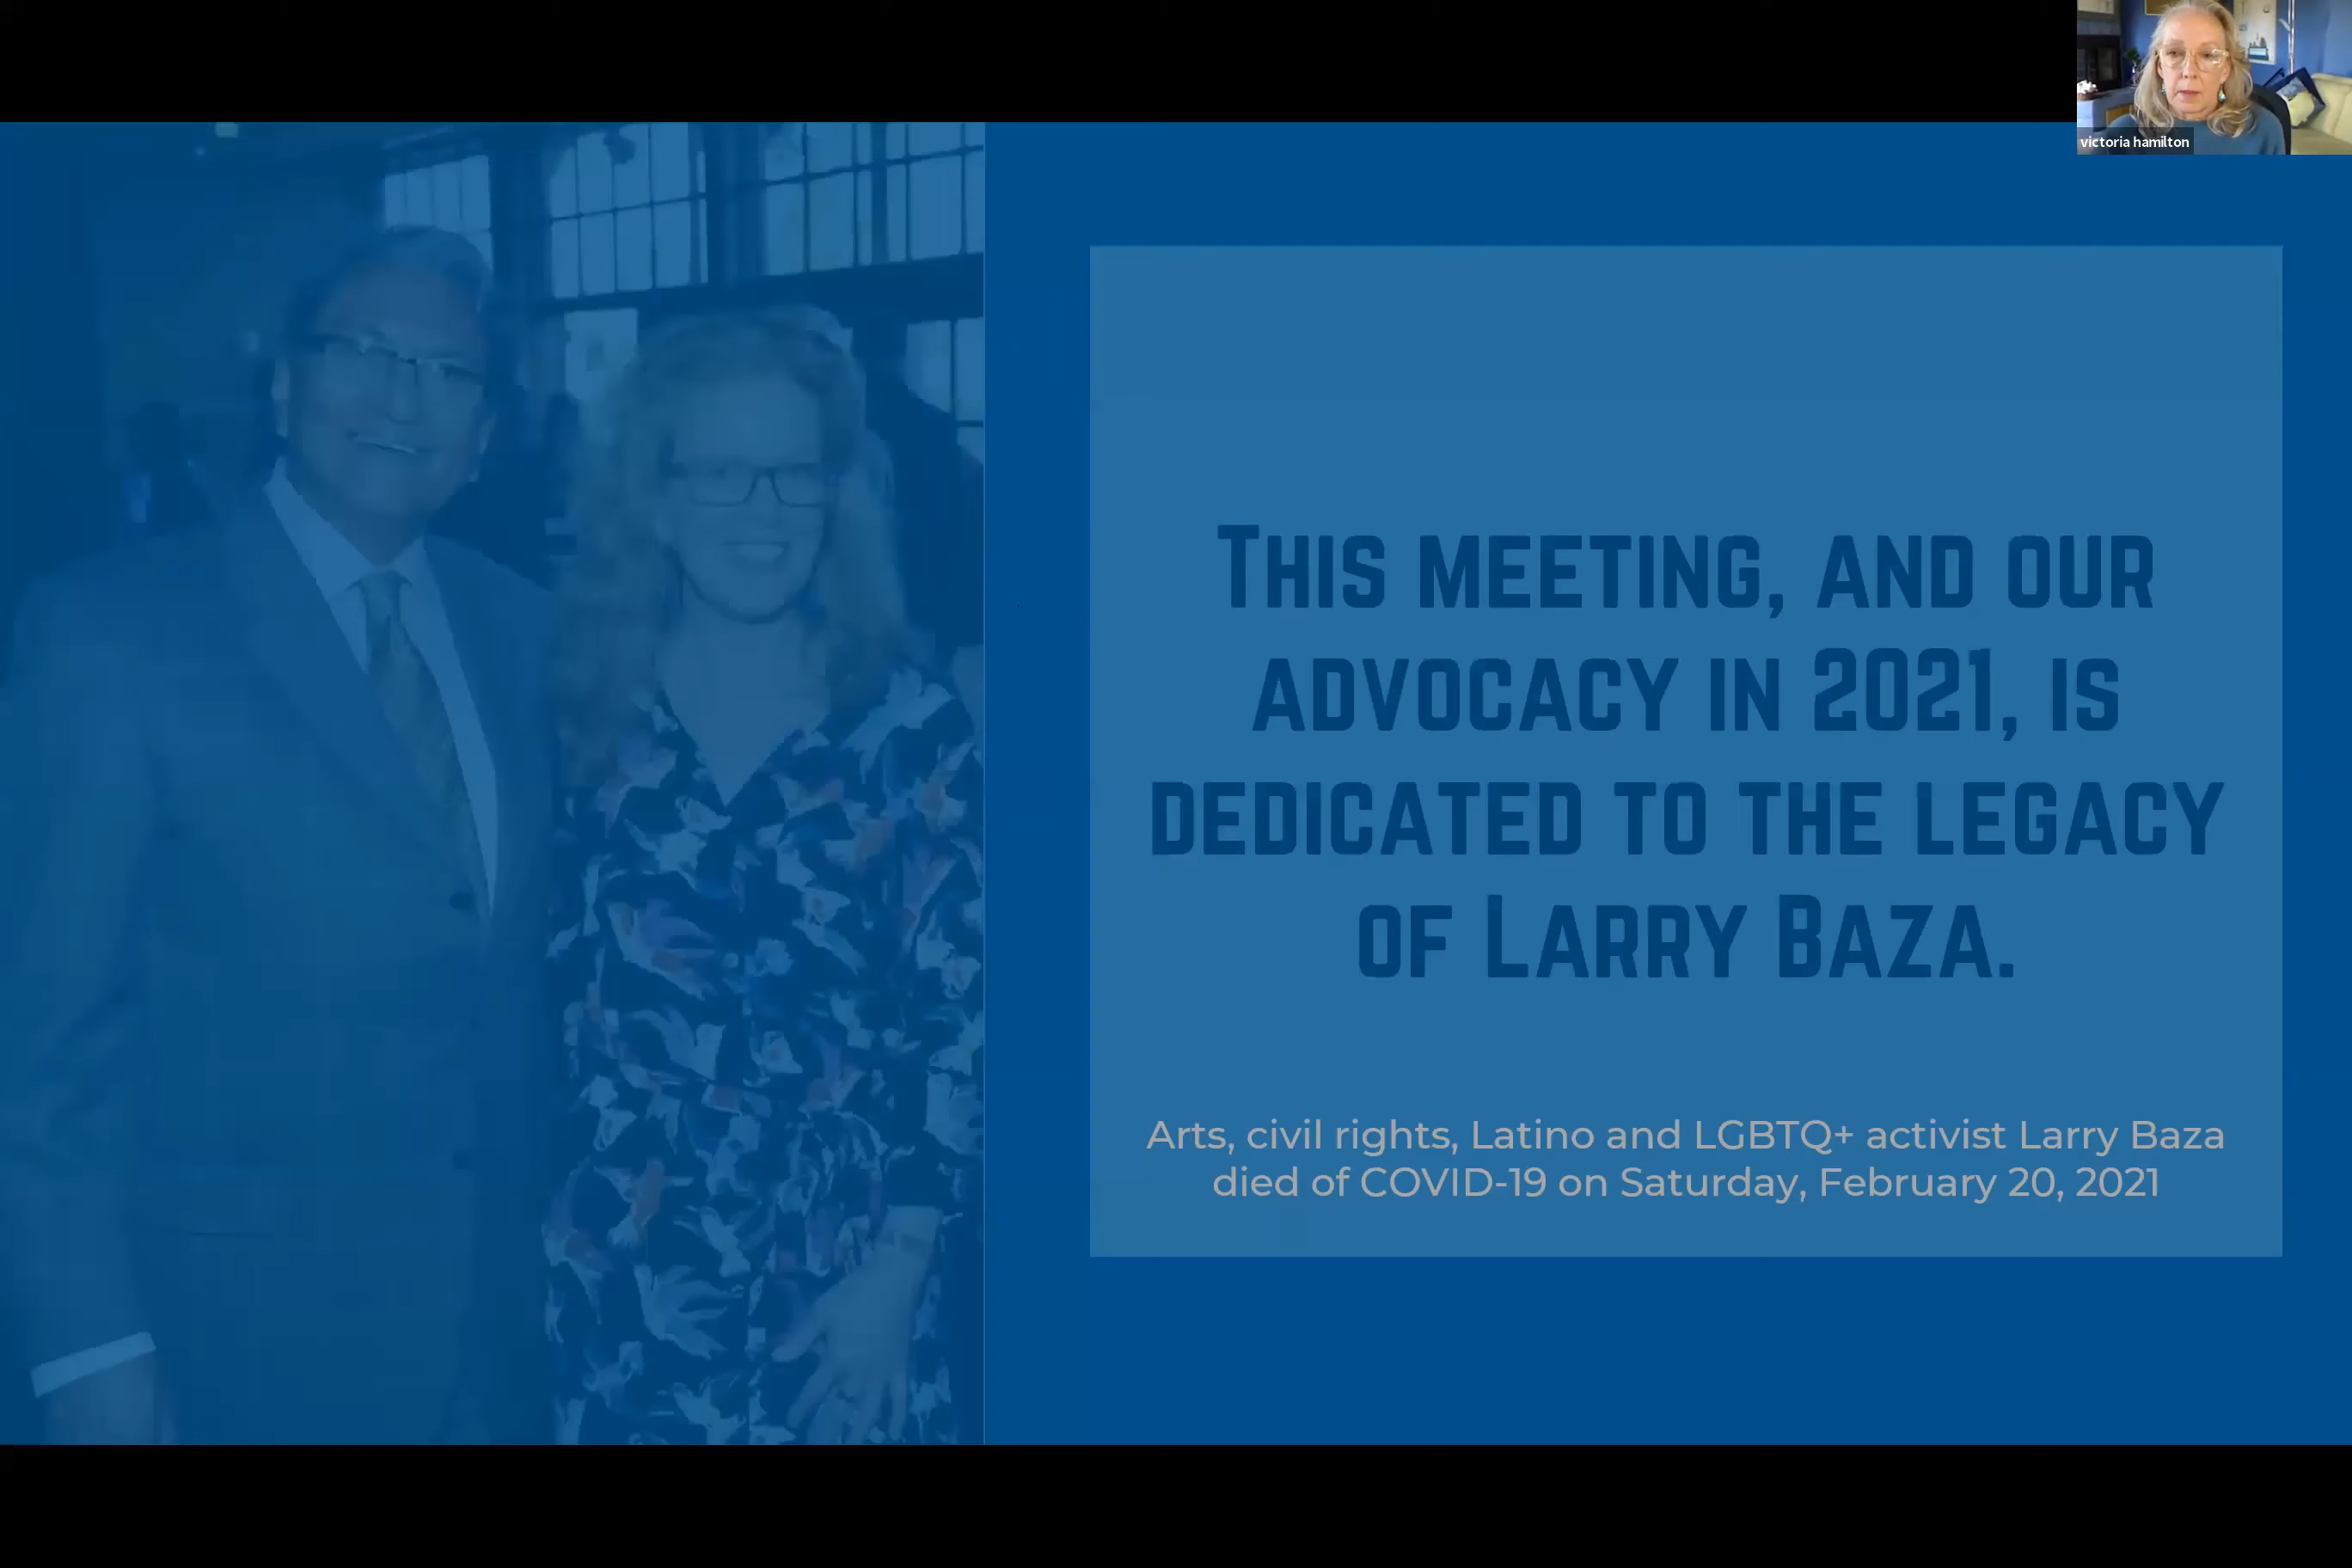 victoria hamilton
This meeting, and our
advocacy in 2021, is
dedicated to the legacy
of Larry Baza.
Arts, civil rights, Latino and LGBTQ+ activist Larry Baza
died of COVID-19 on Saturday, February 20, 2021